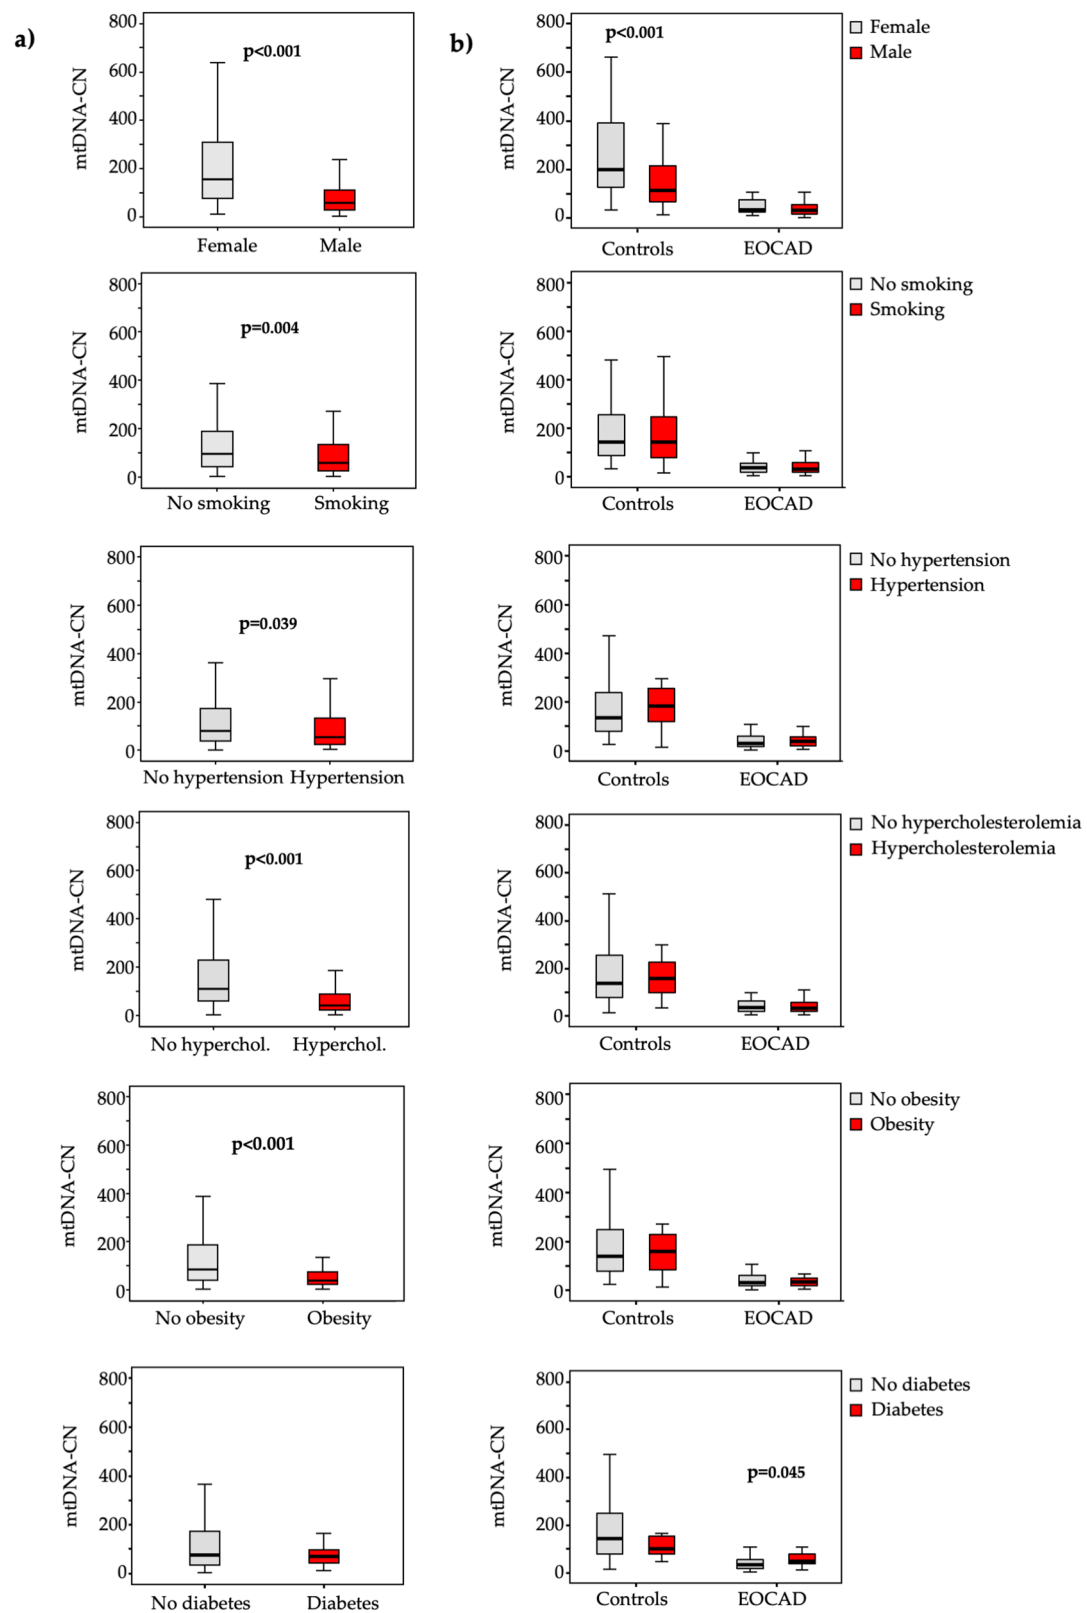 a)
800
600
400
200
0
mtDNA-CN
p<0.001
Female Male
b)
800
600
400
200
0
mtDNA-CN
p<0.001
Controls EOCAD
Female
Male
800
600
400
200
0
mtDNA-CN
p=0.004
No smoking Smoking
800
600
400
200
0
mtDNA-CN
Controls EOCAD
No smoking
Smoking
800
600
400
200
0
mtDNA-CN
p=0.039
No hypertension Hypertension
800
600
400
200
0
mtDNA-CN
Controls EOCAD
No hypertension
Hypertension
800
600
400
200
0
mtDNA-CN
p<0.001
No hyperchol. Hyperchol.
800
600
400
200
0
mtDNA-CN
Controls EOCAD
No hypercholesterolemia
Hypercholesterolemia
800
600
400
200
0
mtDNA-CN
p<0.001
No obesity Obesity
800
600
400
200
0
mtDNA-CN
Controls EOCAD
No obesity
Obesity
800
600
400
200
0
mtDNA-CN
No diabetes Diabetes
800
600
400
200
0
mtDNA-CN
p=0.045
Controls EOCAD
No diabetes
Diabetes